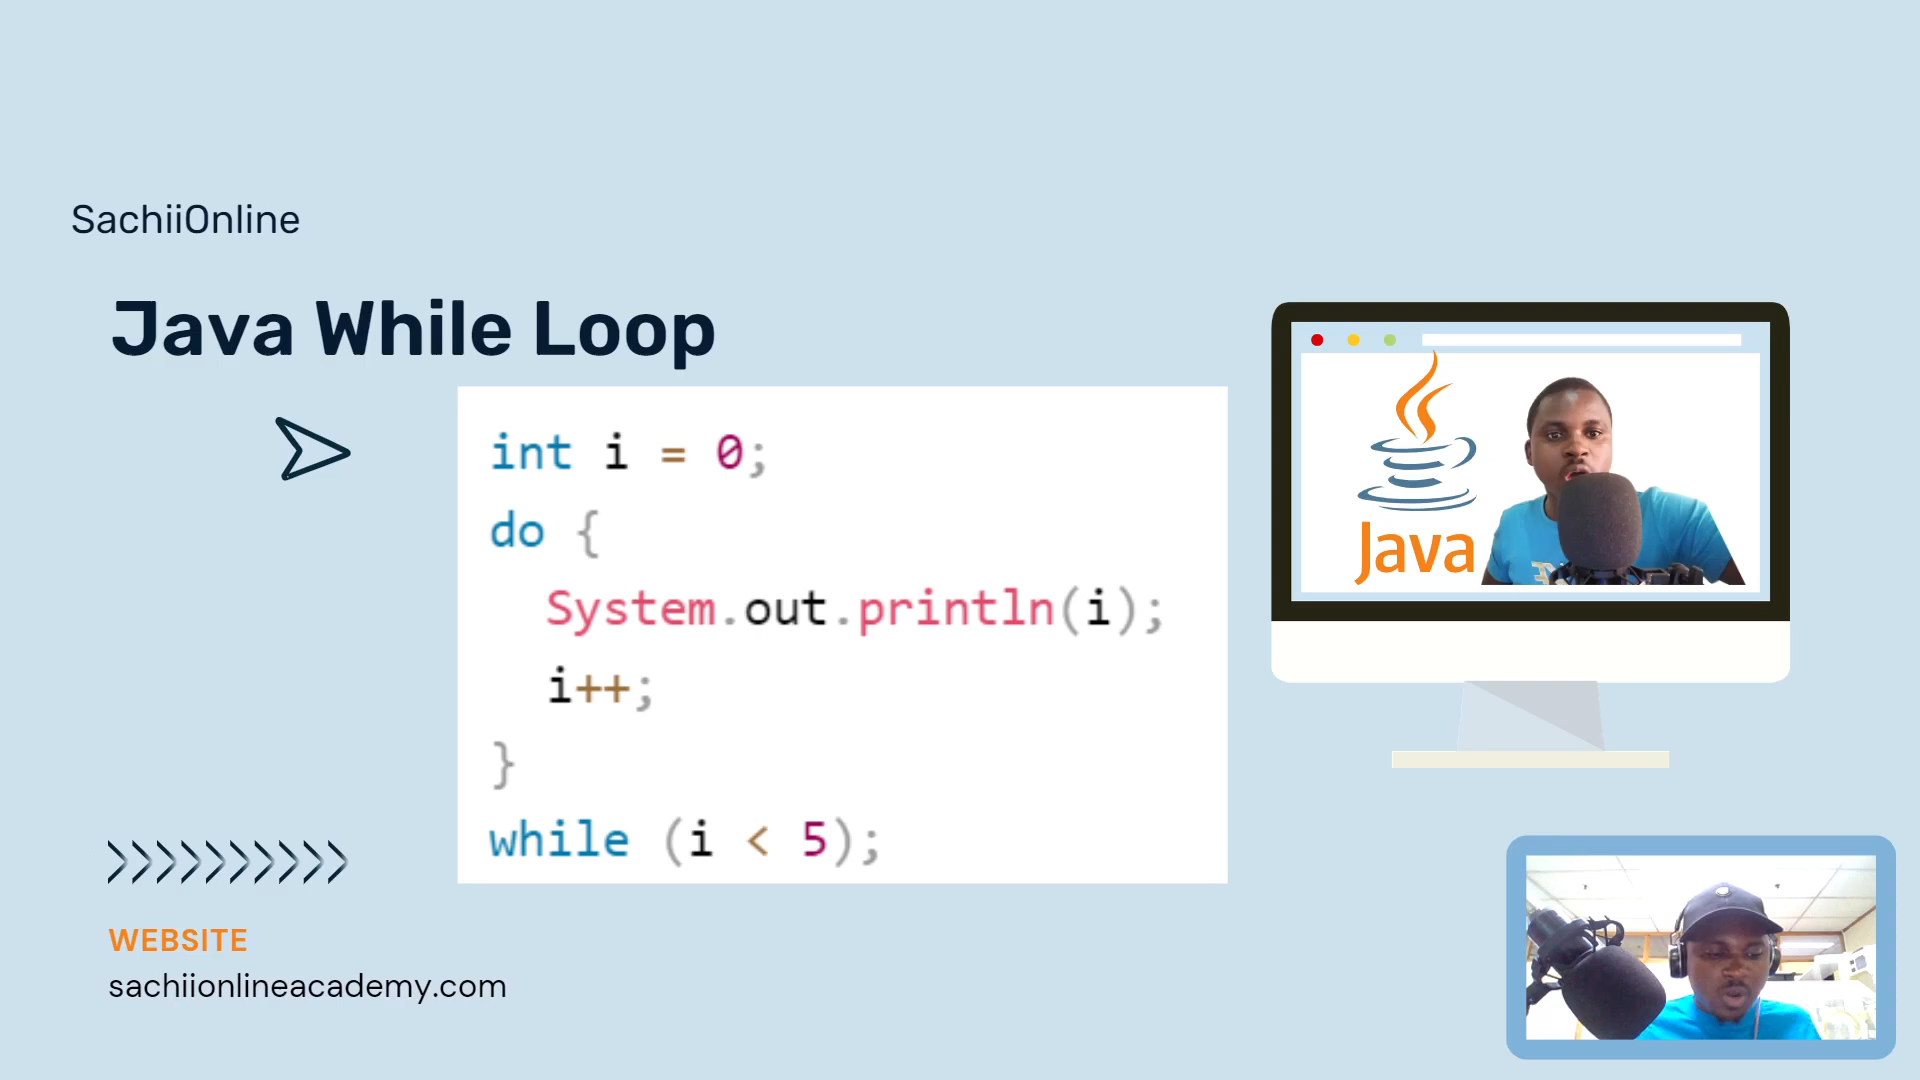 SachiiOnline
Java While Loop
int i = 0;
do {
System.out.println(i);
i++;
}
while (i < 5);
Java
WEBSITE
sachiionlineacademy.com